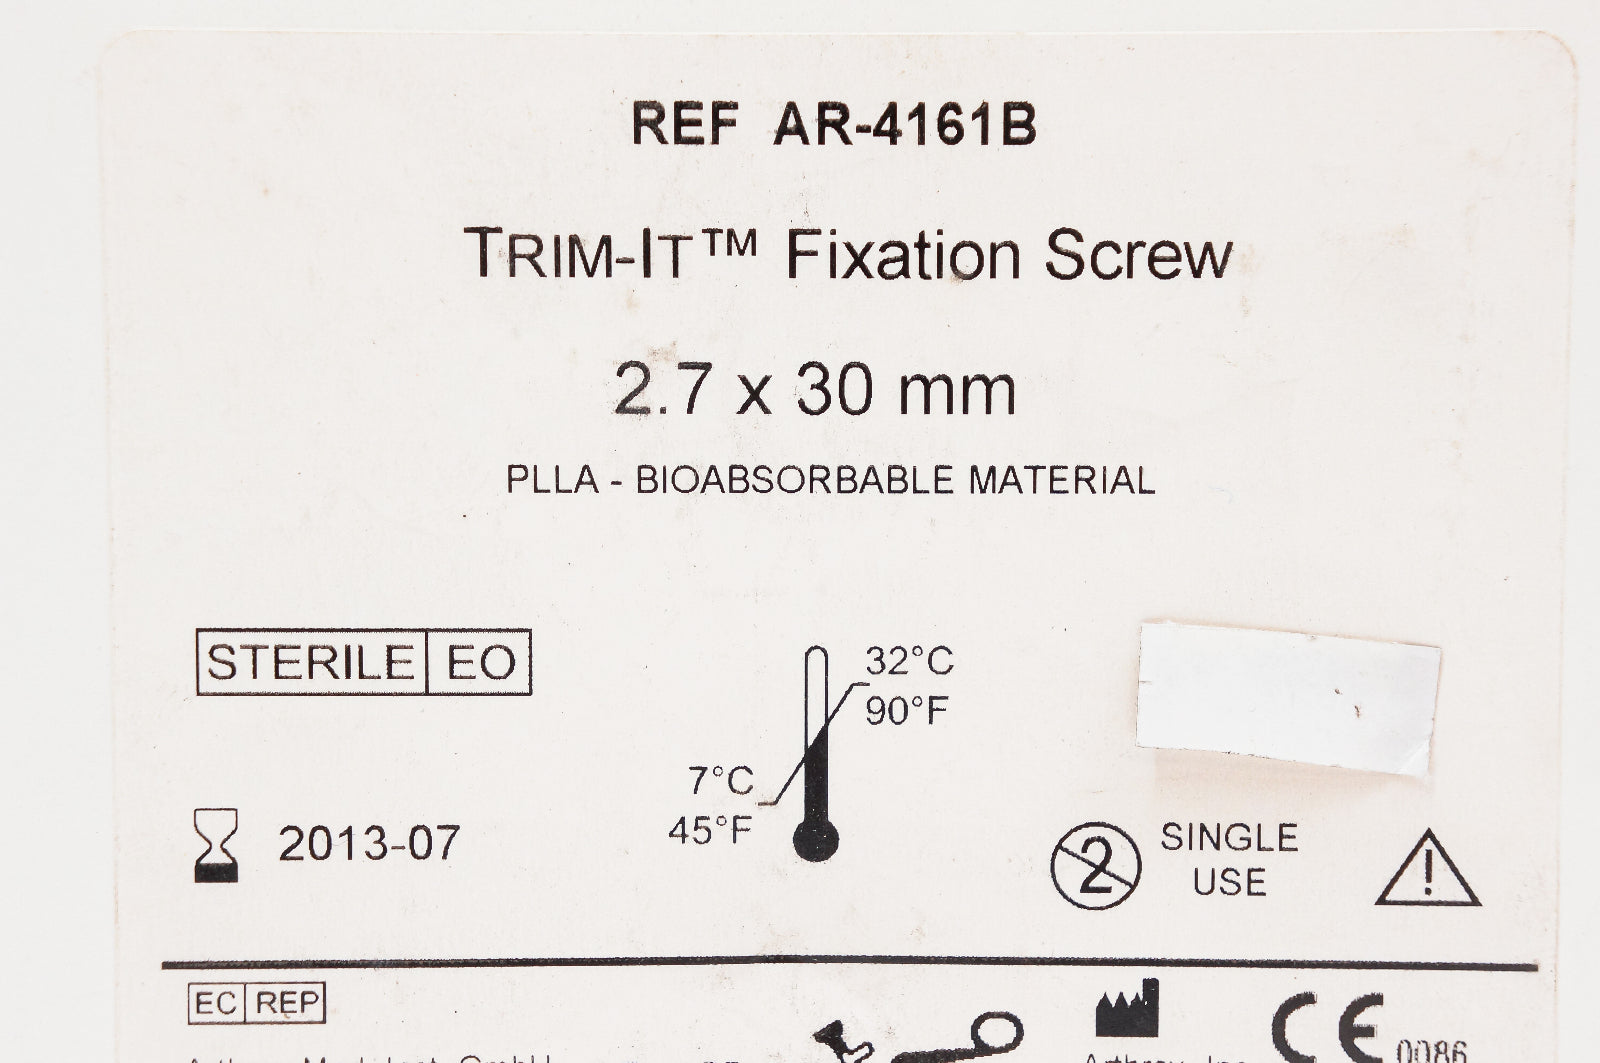 REF AR-4161B
TRIM-IT™ Fixation Screw
2.7 x 30 mm
PLLA - BIOABSORBABLE MATERIAL
STERILE EO
32°C
90°F
7°C
45°F
2013-07
2
SINGLE
USE
!
EC REP
CE 0086